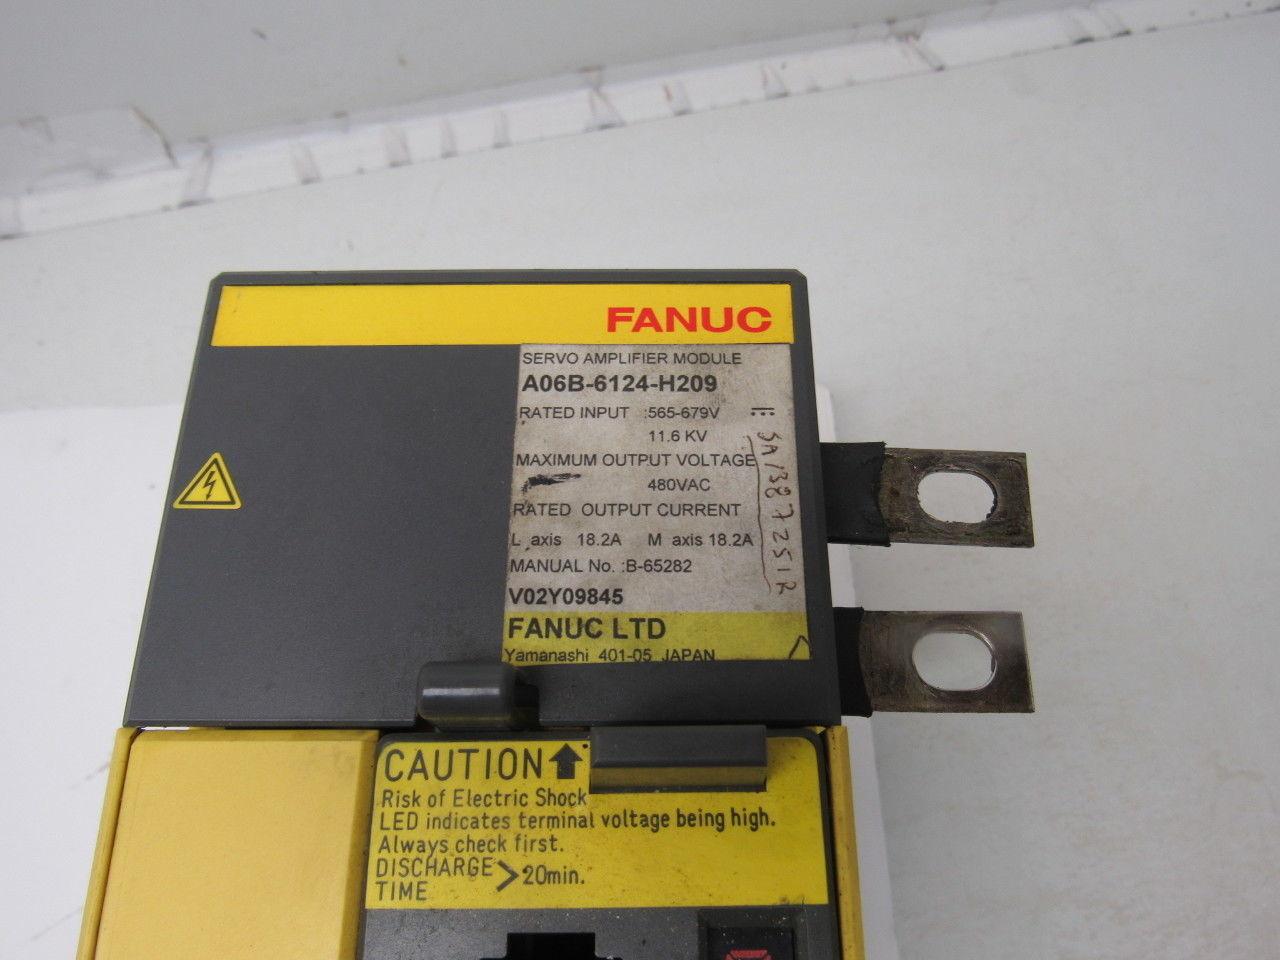 FANUC
SERVO AMPLIFIER MODULE
A06B-6124-H209
RATED INPUT :565-679V
11.6 KV
MAXIMUM OUTPUT VOLTAGE
480VAC
RATED OUTPUT CURRENT
L axis 18.2A M axis 18.2A
MANUAL No. :B-65282
V02Y09845
FANUC LTD
Yamanashi 401-05 JAPAN
CAUTION
Risk of Electric Shock
LED indicates terminal voltage being high.
Always check first.
DISCHARGE
TIME > 20min.